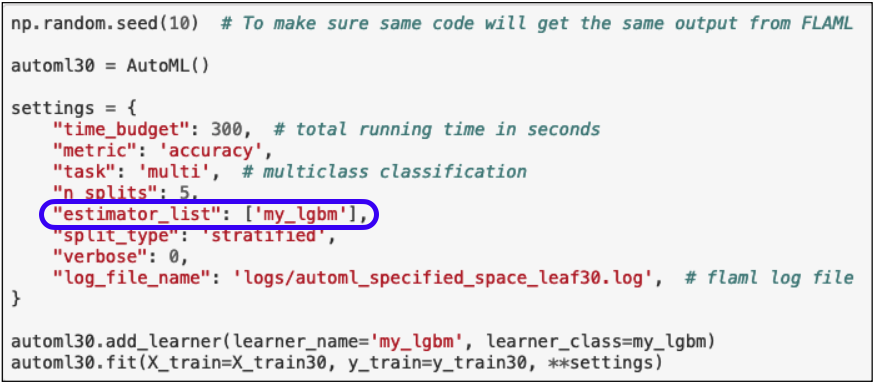 np.random.seed(10)  # To make sure same code will get the same output from FLAML
automl30 = AutoML()
settings = {
    "time_budget": 300,  # total running time in seconds
    "metric": 'accuracy',
    "task": 'multi',  # multiclass classification
    "n_splits": 5,
    "estimator_list": ['my_lgbm'],
    "split_type": 'stratified',
    "verbose": 0,
    "log_file_name": 'logs/automl_specified_space_leaf30.log',  # flaml log file
}
automl30.add_learner(learner_name='my_lgbm', learner_class=my_lgbm)
automl30.fit(X_train=X_train30, y_train=y_train30, **settings)